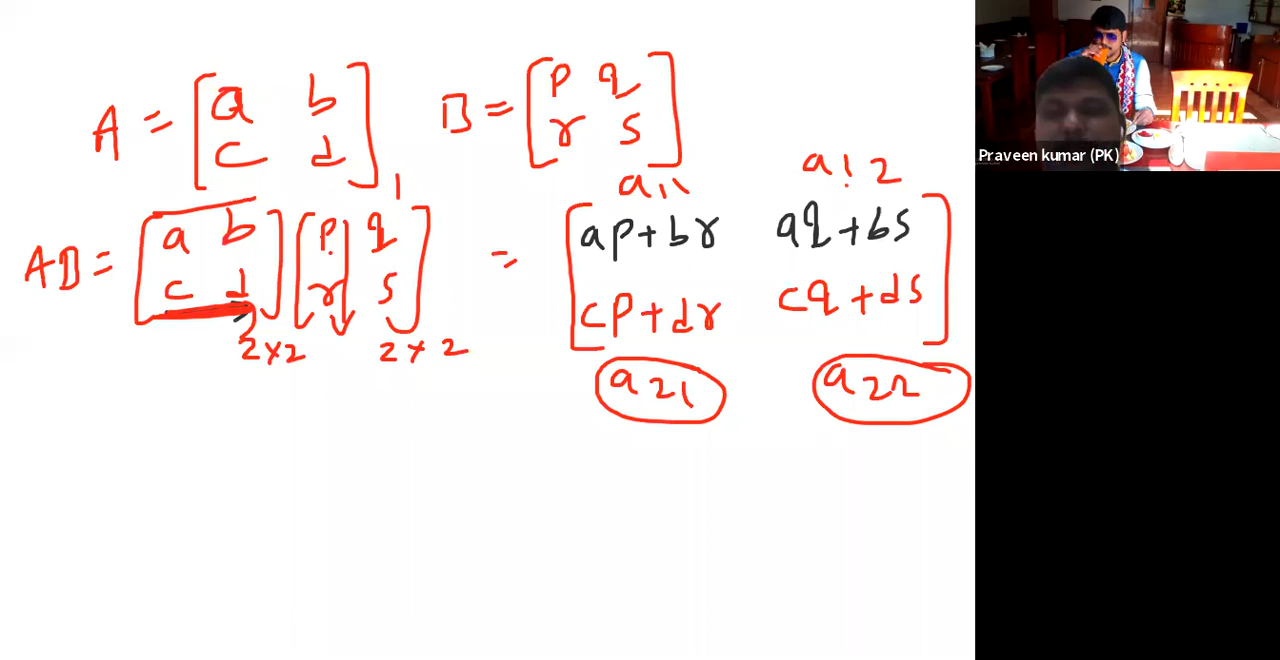 A = [a b B = [p q
c d], r s]
a11 a12
AB = [a b [p q = [ap+br aq+bs
c d] r s] cp+dr cq+ds]
2×2 2×2
a21 a22
Praveen kumar (PK)